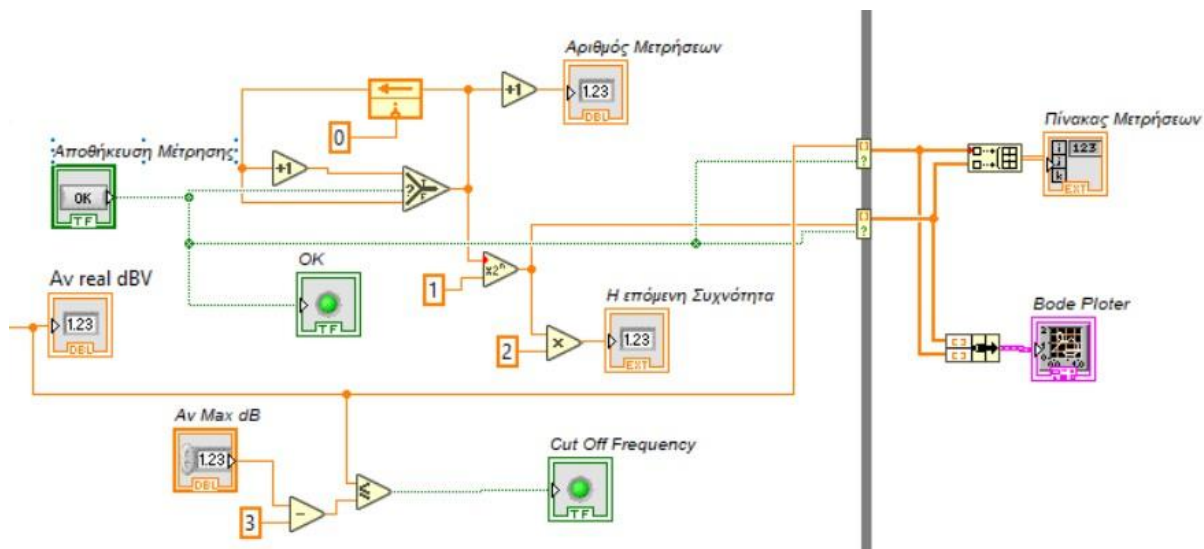 Αριθμός Μετρήσεων
+1
1.23
DBL
0
Αποθήκευση Μέτρησης
OK
TF
+1
?
T
F
[]
?
Πίνακας Μετρήσεων
i
j
k
123
EXT
[]
?
x2ⁿ
1
OK
TF
Av real dBV
1.23
DBL
Η επόμενη Συχνότητα
2
x
1.23
EXT
Bode Ploter
[]
[]
Av Max dB
1.23
DBL
3
-
≤
Cut Off Frequency
TF